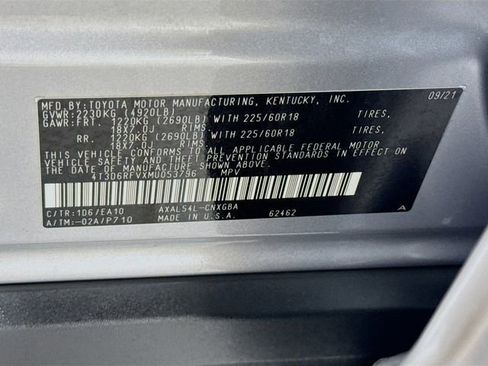 MFD.BY:TOYOTA MOTOR MANUFACTURING, KENTUCKY, INC. 09/21
GVWR:2230KG (4920LB)
GAWR:FRT. 1220KG (2690LB) WITH 225/60R18 TIRES,
18X7.0J RIMS,
RR. 1220KG (2690LB) WITH 225/60R18 TIRES,
18X7.0J RIMS.
THIS VEHICLE CONFORMS TO ALL APPLICABLE FEDERAL MOTOR
VEHICLE SAFETY AND THEFT PREVENTION STANDARDS IN EFFECT ON
THE DATE OF MANUFACTURE SHOWN ABOVE.
4T3D6RFVXMU053796 MPV
C/TR:1D6/EA10 AXAL54L-CNXGBA A
A/TM:-02A/P710 62462